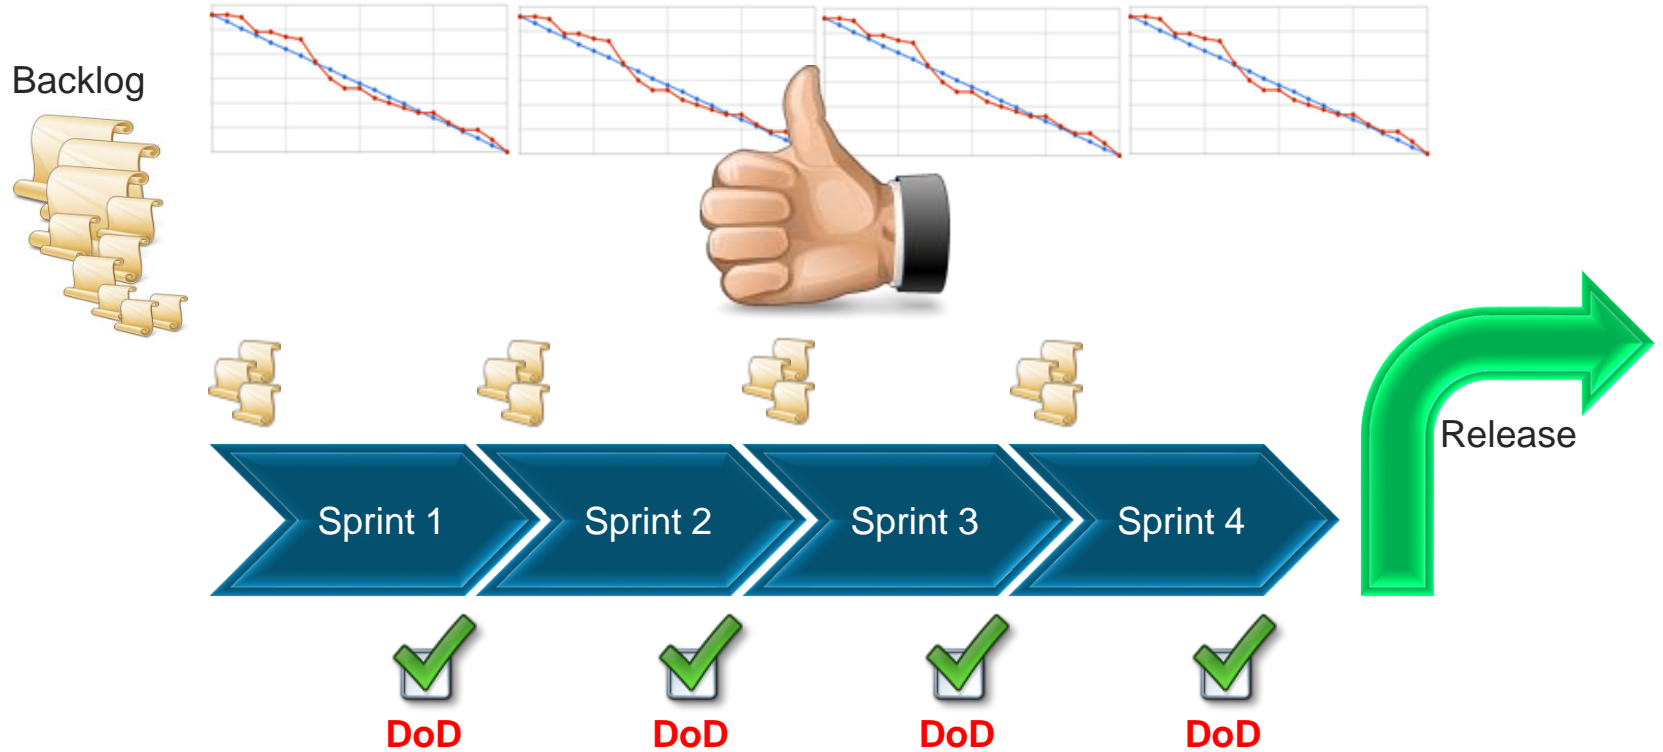 Backlog
Release
Sprint 1
Sprint 2
Sprint 3
Sprint 4
DoD
DoD
DoD
DoD